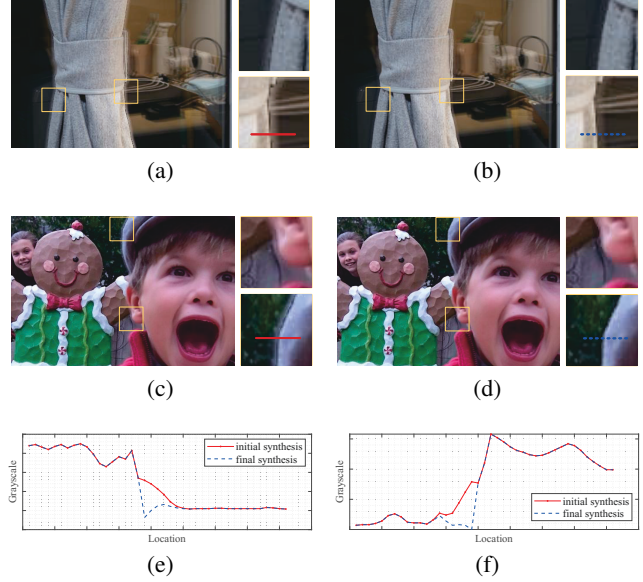 (a)
(b)
(c)
(d)
Grayscale
initial synthesis
final synthesis
Location
(e)
Grayscale
initial synthesis
final synthesis
Location
(f)